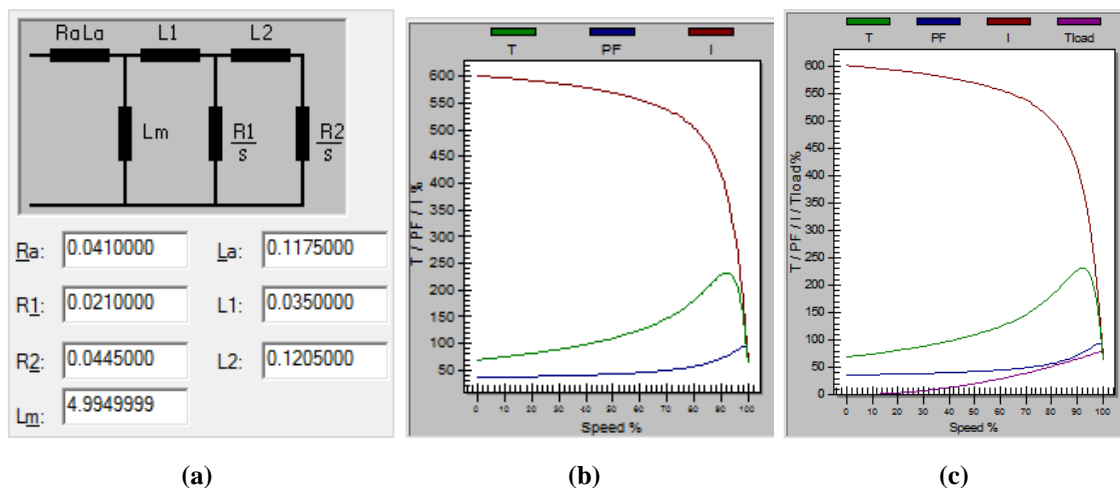 RaLa L1 L2
Lm R1 R2
s s
Ra: 0.0410000 La: 0.1175000
R1: 0.0210000 L1: 0.0350000
R2: 0.0445000 L2: 0.1205000
Lm: 4.9949999
(a)
T PF I
T / PF / I %
600
550
500
450
400
350
300
250
200
150
100
50
0 10 20 30 40 50 60 70 80 90 100
Speed %
(b)
T PF I Tload
T / PF / I / Tload%
600
550
500
450
400
350
300
250
200
150
100
50
0
0 10 20 30 40 50 60 70 80 90 100
Speed %
(c)